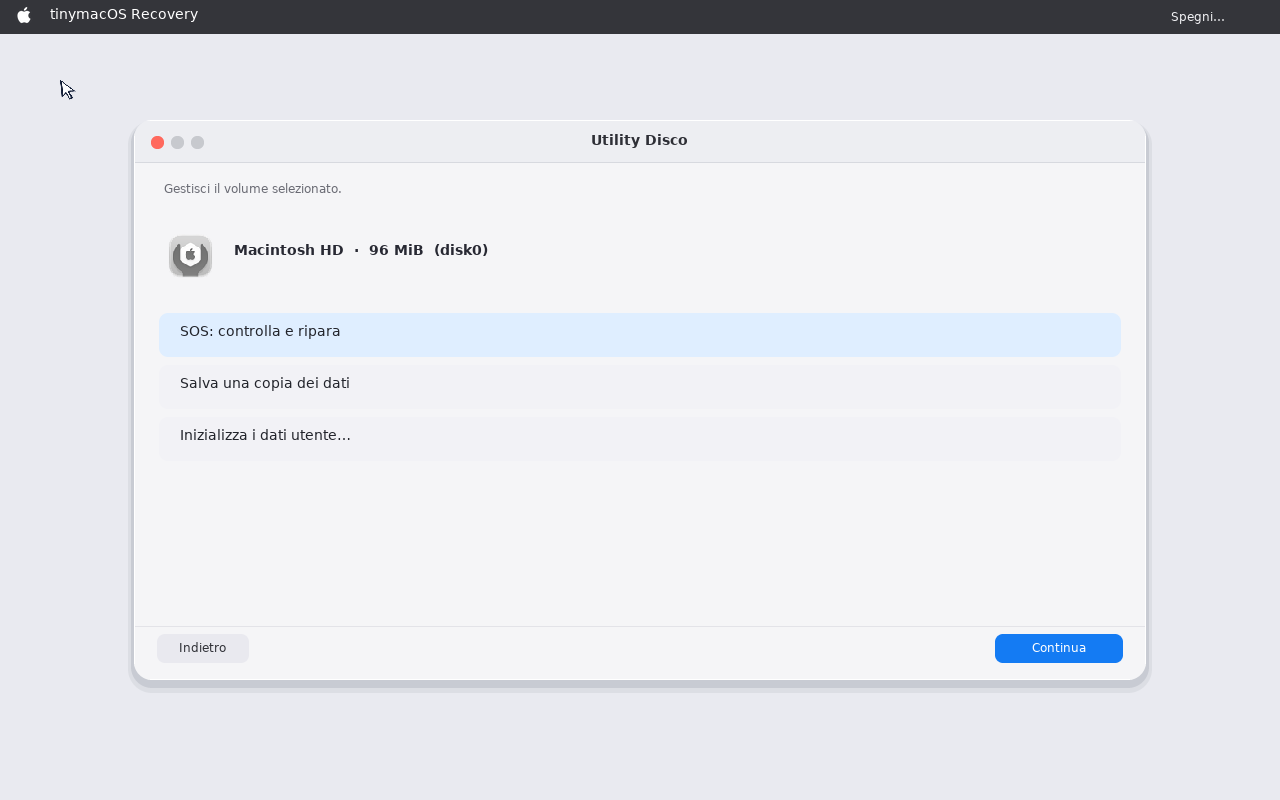 tinymacOS Recovery
Spegni...
Utility Disco
Gestisci il volume selezionato.
Macintosh HD · 96 MiB (disk0)
SOS: controlla e ripara
Salva una copia dei dati
Inizializza i dati utente...
Indietro
Continua